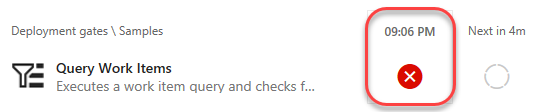 Deployment gates \ Samples 09:06 PM Next in 4m
Query Work Items
Executes a work item query and checks f...